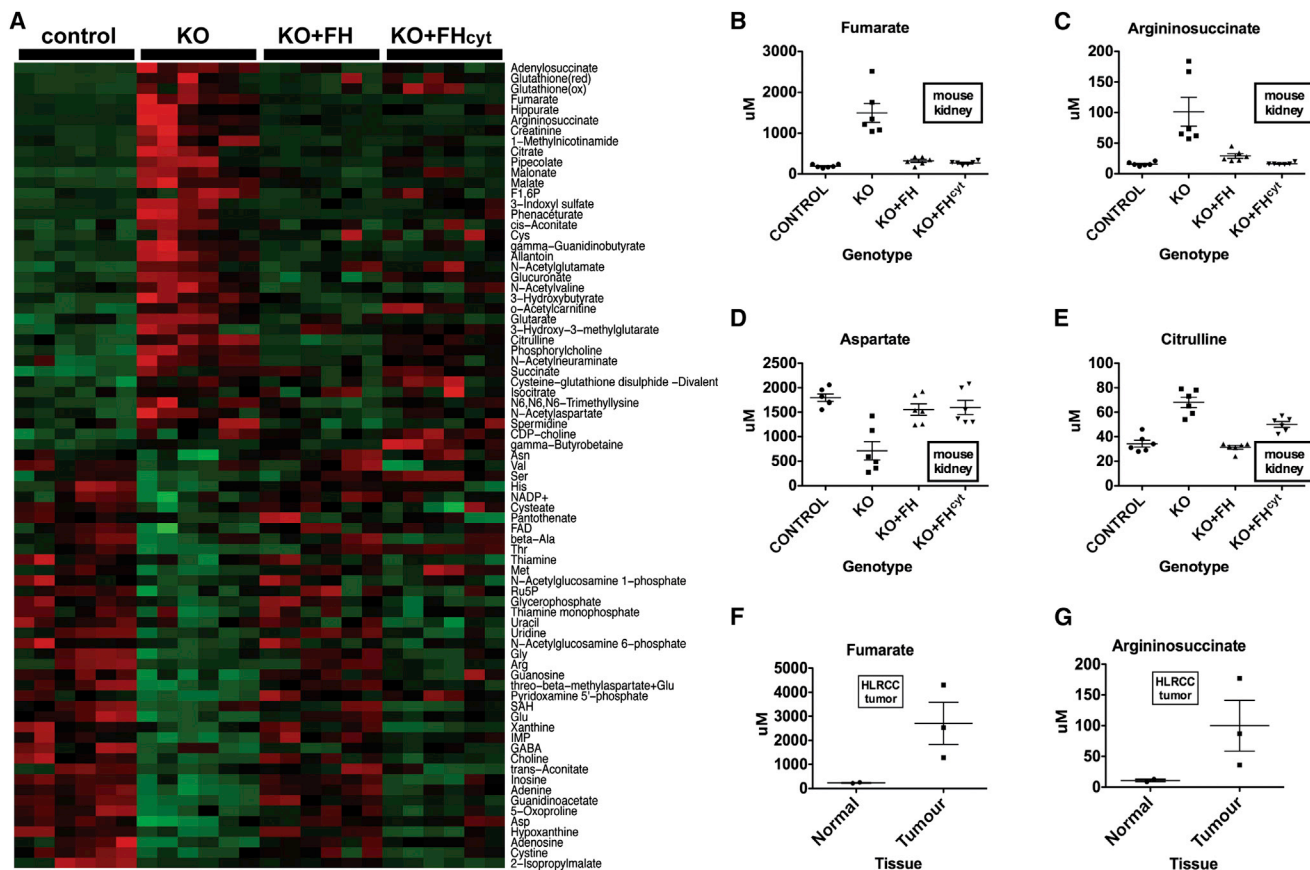 A
control
KO
KO+FH
KO+FHcyt
Adenylosuccinate
Glutathione(red)
Glutathione(ox)
Fumarate
Hippurate
Argininosuccinate
Creatinine
1-Methylnicotinamide
Citrate
Pipecolate
Malonate
Malate
F1,6P
3-Indoxyl sulfate
Phenaceturate
cis-Aconitate
Cys
gamma-Guanidinobutyrate
Allantoin
N-Acetylglutamate
Glucuronate
N-Acetylvaline
3-Hydroxybutyrate
o-Acetylcarnitine
Glutarate
3-Hydroxy-3-methylglutarate
Citrulline
Phosphorylcholine
N-Acetylneuraminate
Succinate
Cysteine-glutathione disulphide -Divalent
Isocitrate
N6,N6,N6-Trimethyllysine
N-Acetylaspartate
Spermidine
CDP-choline
gamma-Butyrobetaine
Asn
Val
Ser
His
NADP+
Cysteate
Pantothenate
FAD
beta-Ala
Thr
Thiamine
Met
N-Acetylglucosamine 1-phosphate
Ru5P
Glycerophosphate
Thiamine monophosphate
Uracil
Uridine
N-Acetylglucosamine 6-phosphate
Gly
Arg
Guanosine
threo-beta-methylaspartate+Glu
Pyridoxamine 5'-phosphate
SAH
Glu
Xanthine
IMP
GABA
Choline
trans-Aconitate
Inosine
Adenine
Guanidinoacetate
5-Oxoproline
Asp
Hypoxanthine
Adenosine
Cystine
2-Isopropylmalate
B
Fumarate
uM
3000
2000
1000
0
mouse
kidney
CONTROL
KO
KO+FH
KO+FHcyt
Genotype
C
Argininosuccinate
uM
200
150
100
50
0
mouse
kidney
CONTROL
KO
KO+FH
KO+FHcyt
Genotype
D
Aspartate
uM
2500
2000
1500
1000
500
0
mouse
kidney
CONTROL
KO
KO+FH
KO+FHcyt
Genotype
E
Citrulline
uM
100
80
60
40
20
0
mouse
kidney
CONTROL
KO
KO+FH
KO+FHcyt
Genotype
F
Fumarate
uM
5000
4000
3000
2000
1000
0
HLRCC
tumor
Normal
Tumour
Tissue
G
Argininosuccinate
uM
200
150
100
50
0
HLRCC
tumor
Normal
Tumour
Tissue